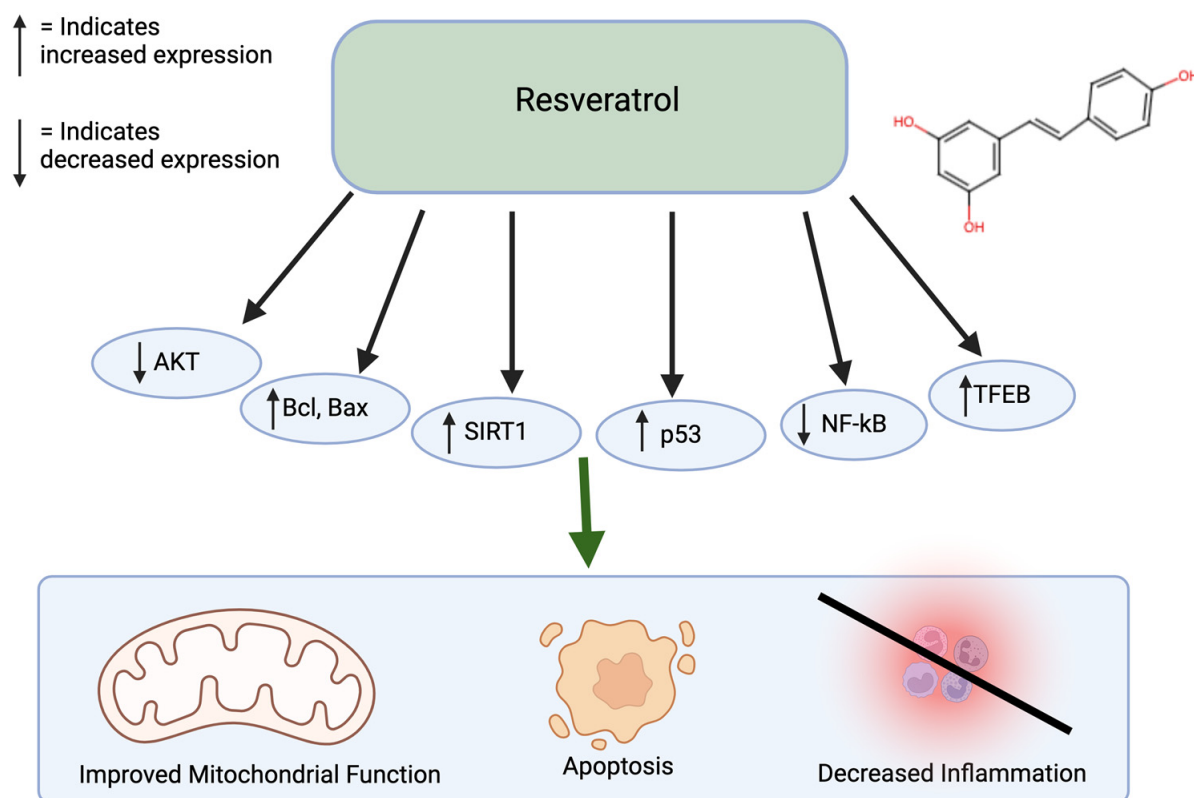 = Indicates
increased expression
= Indicates
decreased expression
Resveratrol
HO
OH
OH
AKT
Bcl, Bax
SIRT1
p53
NF-kB
TFEB
Improved Mitochondrial Function
Apoptosis
Decreased Inflammation